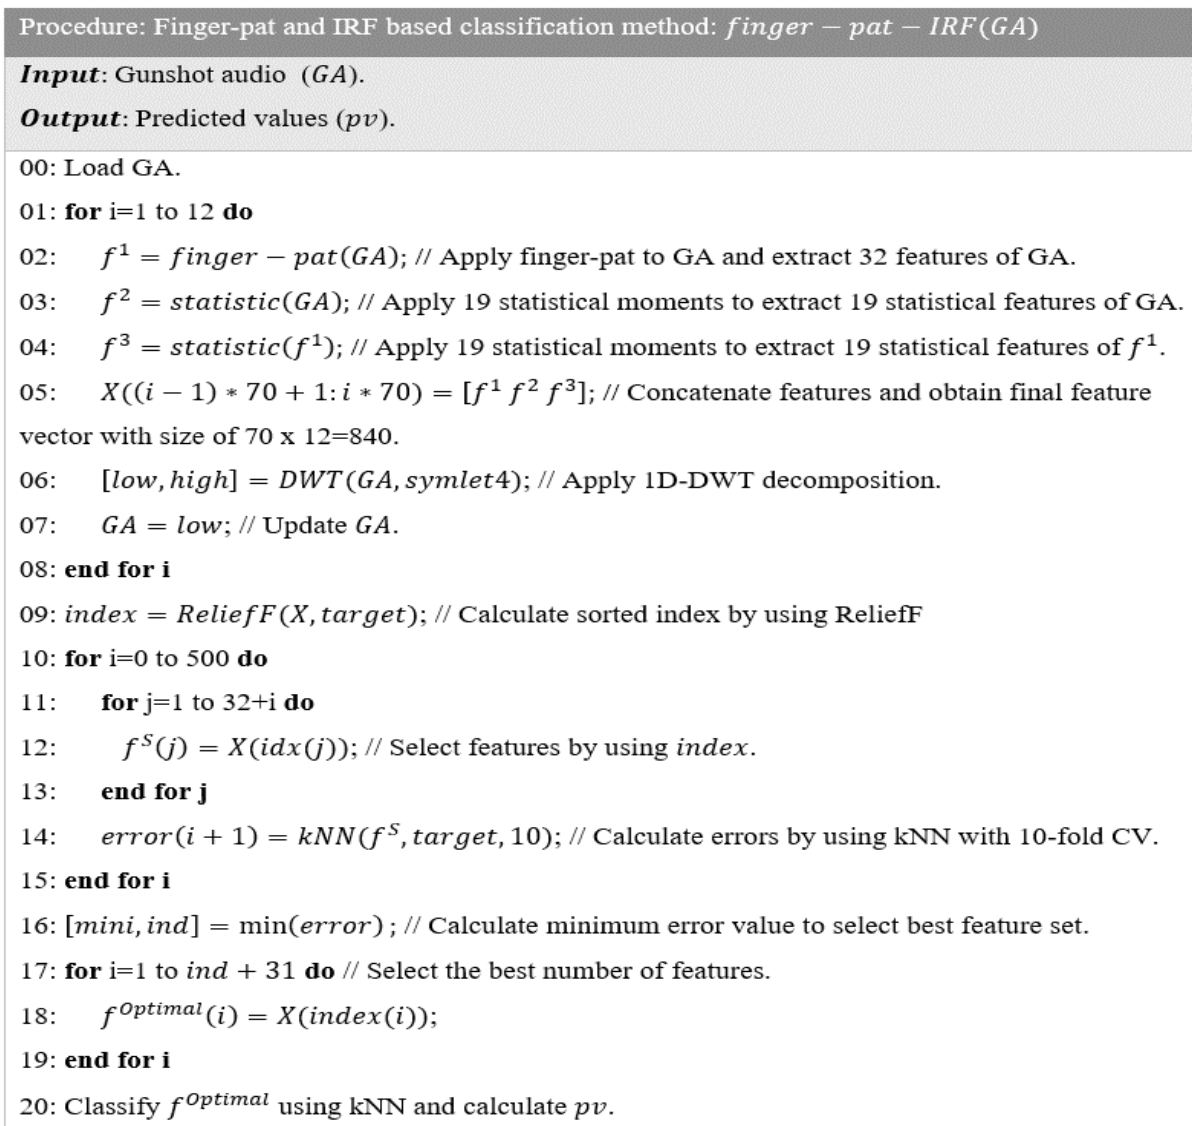 Procedure: Finger-pat and IRF based classification method: finger − pat − IRF(GA)
Input: Gunshot audio (GA).
Output: Predicted values (pv).
00: Load GA.
01: for i=1 to 12 do
02: f¹ = finger − pat(GA); // Apply finger-pat to GA and extract 32 features of GA.
03: f² = statistic(GA); // Apply 19 statistical moments to extract 19 statistical features of GA.
04: f³ = statistic(f¹); // Apply 19 statistical moments to extract 19 statistical features of f¹.
05: X((i − 1) ∗ 70 + 1: i ∗ 70) = [f¹ f² f³]; // Concatenate features and obtain final feature
vector with size of 70 x 12=840.
06: [low, high] = DWT(GA, symlet4); // Apply 1D-DWT decomposition.
07: GA = low; // Update GA.
08: end for i
09: index = ReliefF(X, target); // Calculate sorted index by using ReliefF
10: for i=0 to 500 do
11: for j=1 to 32+i do
12: fˢ(j) = X(idx(j)); // Select features by using index.
13: end for j
14: error(i + 1) = kNN(fˢ, target, 10); // Calculate errors by using kNN with 10-fold CV.
15: end for i
16: [mini, ind] = min(error); // Calculate minimum error value to select best feature set.
17: for i=1 to ind + 31 do // Select the best number of features.
18: f^Optimal(i) = X(index(i));
19: end for i
20: Classify f^Optimal using kNN and calculate pv.